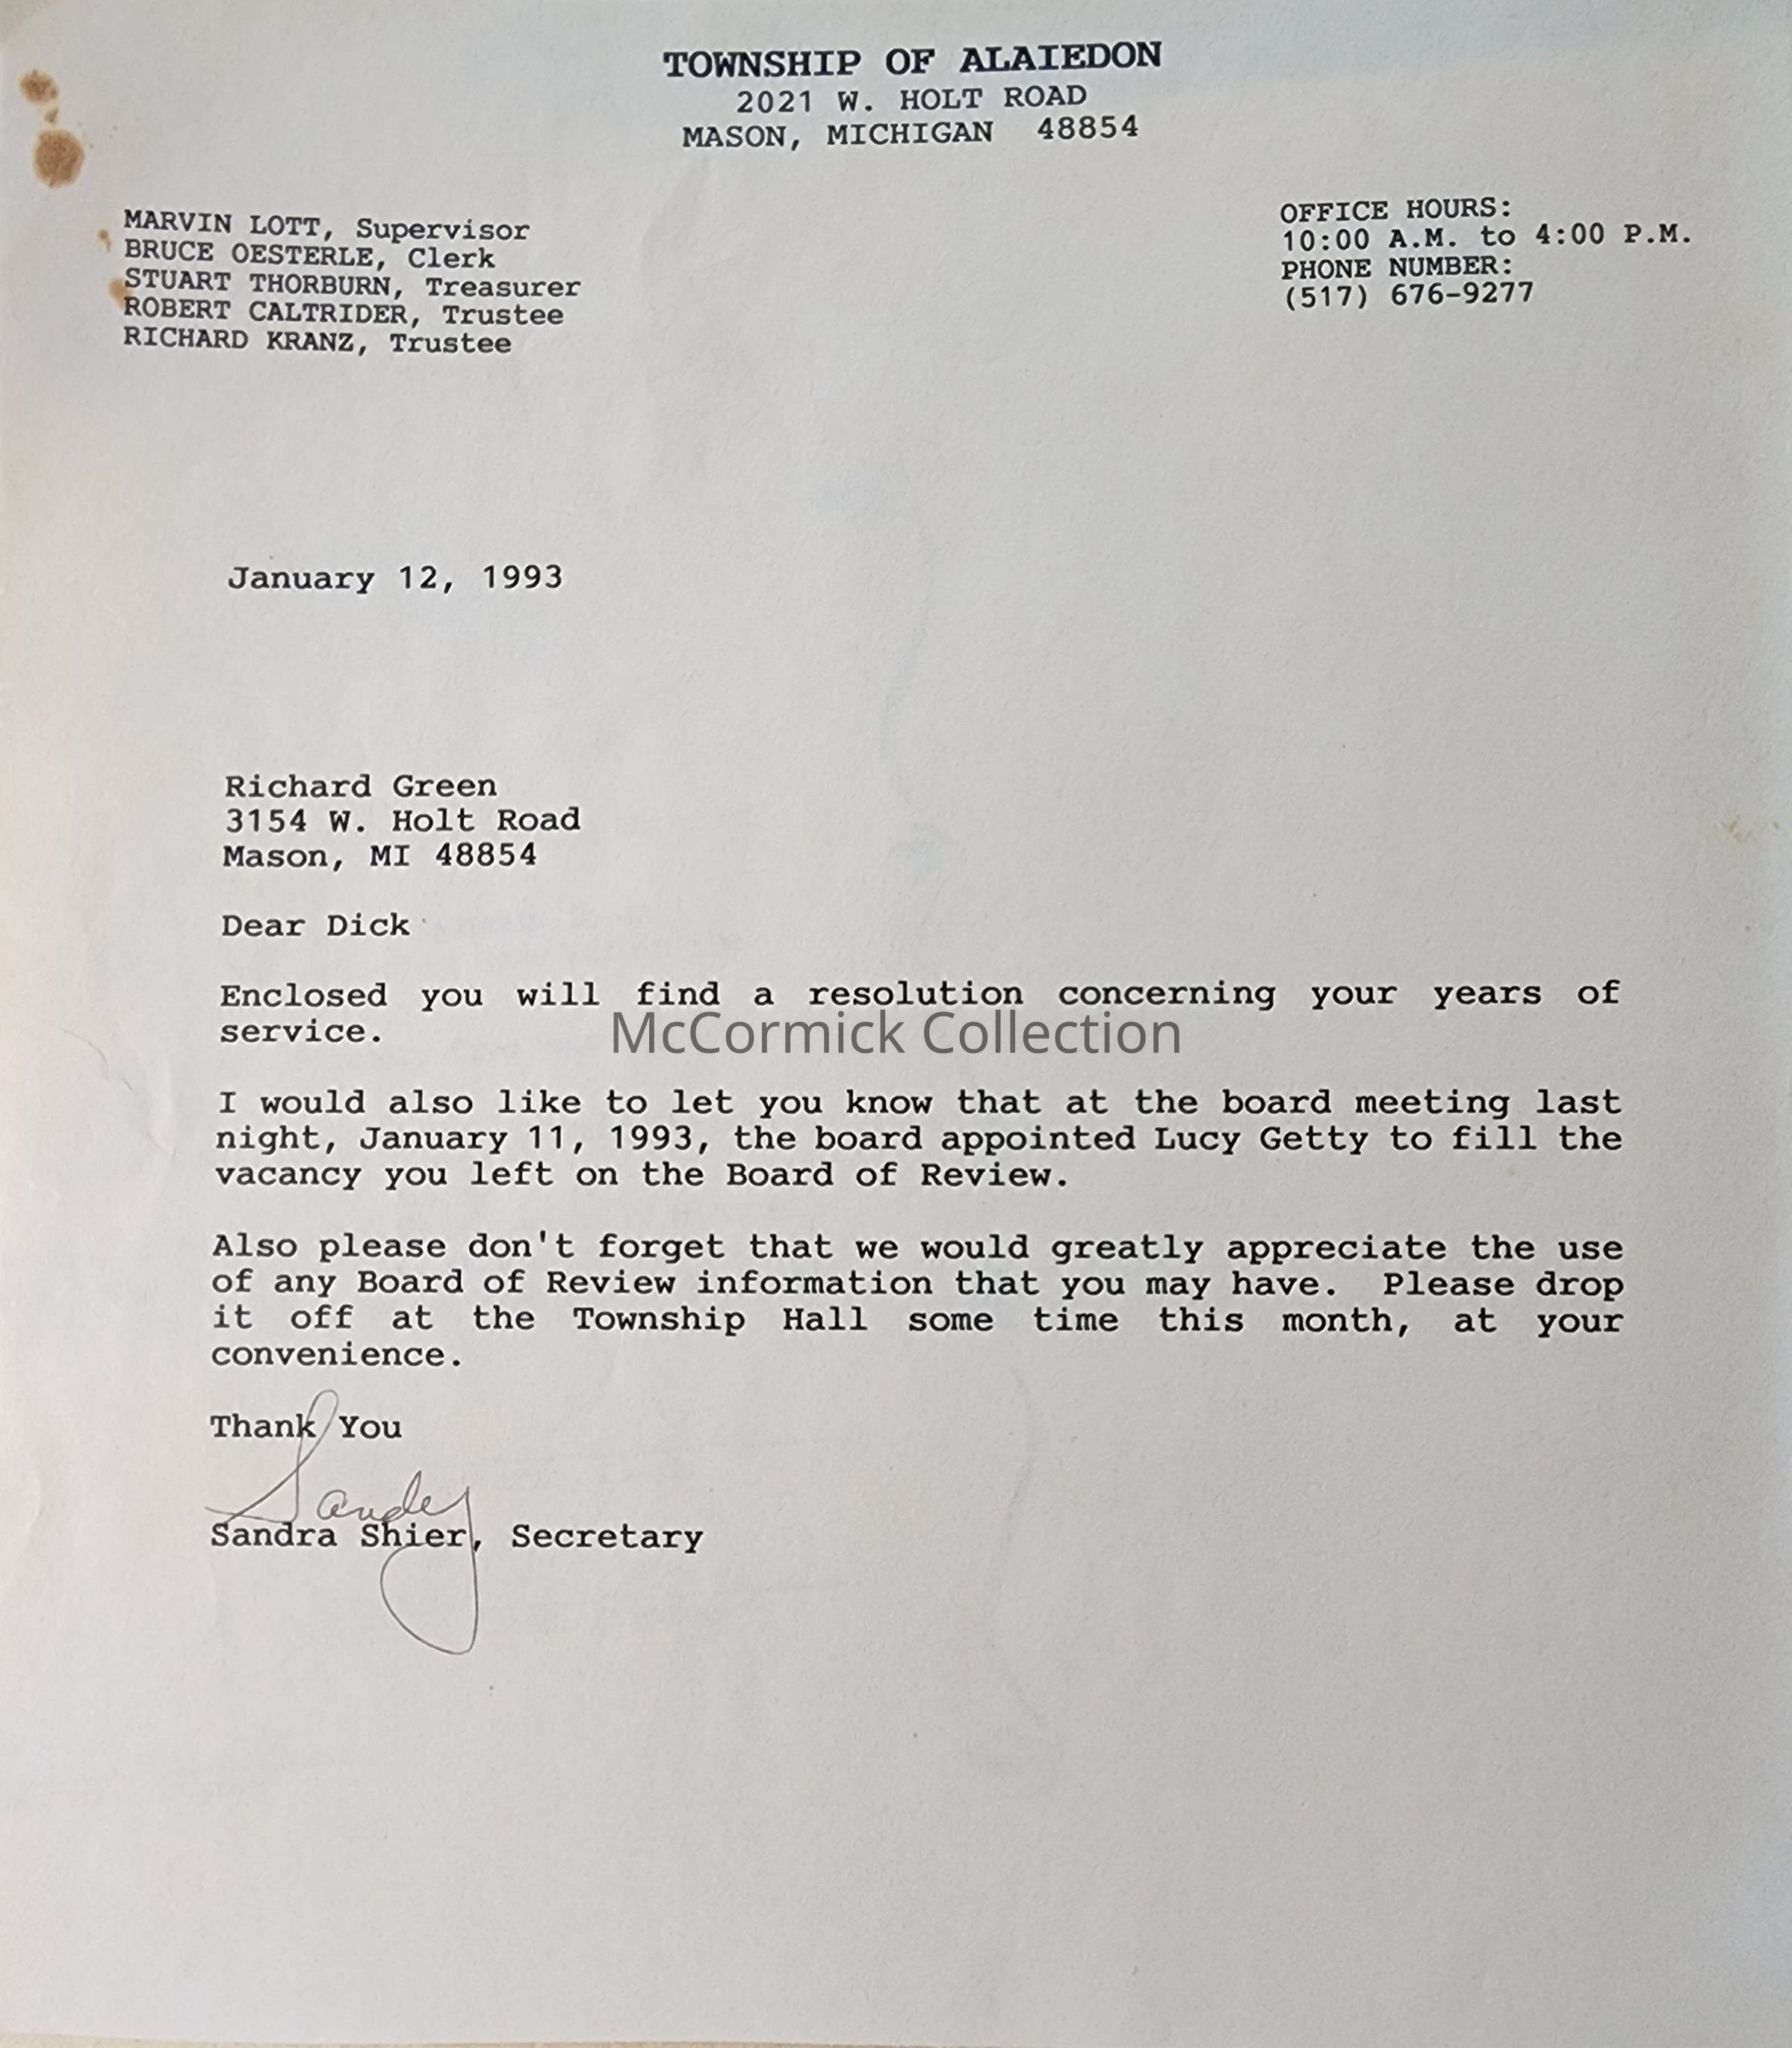 TOWNSHIP OF ALAIEDON
2021 W. HOLT ROAD
MASON, MICHIGAN 48854
MARVIN LOTT, Supervisor
BRUCE OESTERLE, Clerk
STUART THORBURN, Treasurer
ROBERT CALTRIDER, Trustee
RICHARD KRANZ, Trustee
OFFICE HOURS:
10:00 A.M. to 4:00 P.M.
PHONE NUMBER:
(517) 676-9277
January 12, 1993
Richard Green
3154 W. Holt Road
Mason, MI 48854
Dear Dick
Enclosed you will find a resolution concerning your years of
service.
McCormick Collection
I would also like to let you know that at the board meeting last
night, January 11, 1993, the board appointed Lucy Getty to fill the
vacancy you left on the Board of Review.
Also please don't forget that we would greatly appreciate the use
of any Board of Review information that you may have. Please drop
it off at the Township Hall some time this month, at your
convenience.
Thank You
Sandy
Sandra Shier, Secretary